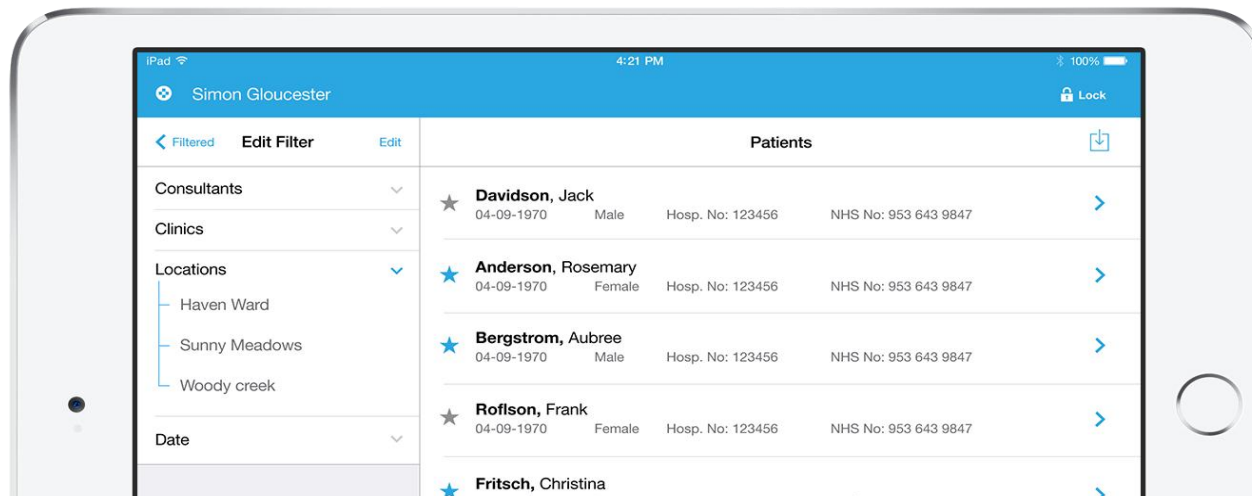 iPad 4:21 PM 100%
Simon Gloucester Lock
Filtered Edit Filter Edit
Consultants
Clinics
Locations
Haven Ward
Sunny Meadows
Woody creek
Date
Patients
Davidson, Jack
04-09-1970 Male Hosp. No: 123456 NHS No: 953 643 9847
Anderson, Rosemary
04-09-1970 Female Hosp. No: 123456 NHS No: 953 643 9847
Bergstrom, Aubree
04-09-1970 Male Hosp. No: 123456 NHS No: 953 643 9847
Roflson, Frank
04-09-1970 Female Hosp. No: 123456 NHS No: 953 643 9847
Fritsch, Christina